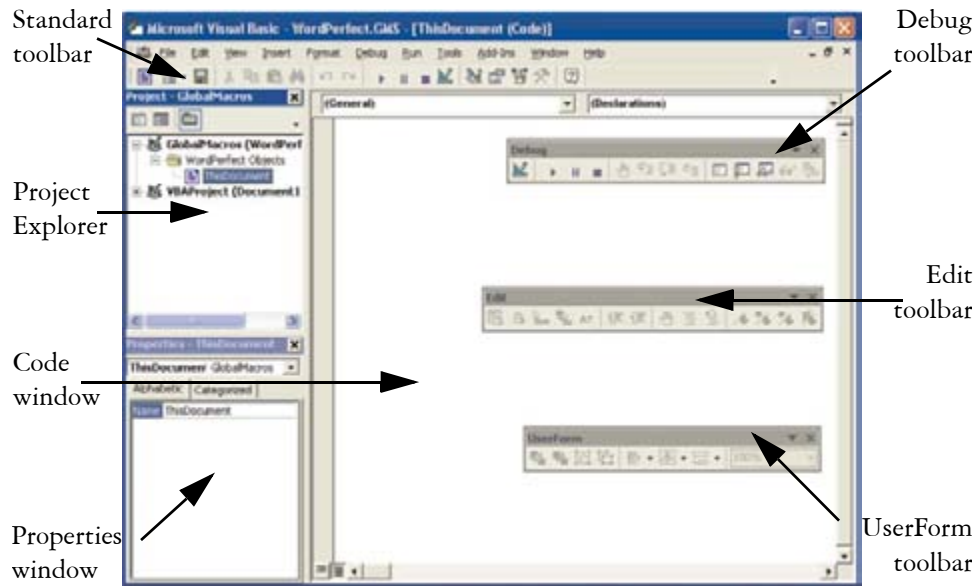 Standard
toolbar
Debug
toolbar
Microsoft Visual Basic - WordPerfect.GMS - [ThisDocument (Code)]
File Edit View Insert Format Debug Run Tools Add-Ins Window Help
Project - GlobalMacros
(General)
(Declarations)
GlobalMacros (WordPerf
WordPerfect Objects
ThisDocument
VBAProject (Document1
Debug
Project
Explorer
Edit
Edit
toolbar
Properties - ThisDocument
ThisDocument GlobalMacros
Alphabetic Categorized
Name ThisDocument
Code
window
UserForm
100%
Properties
window
UserForm
toolbar